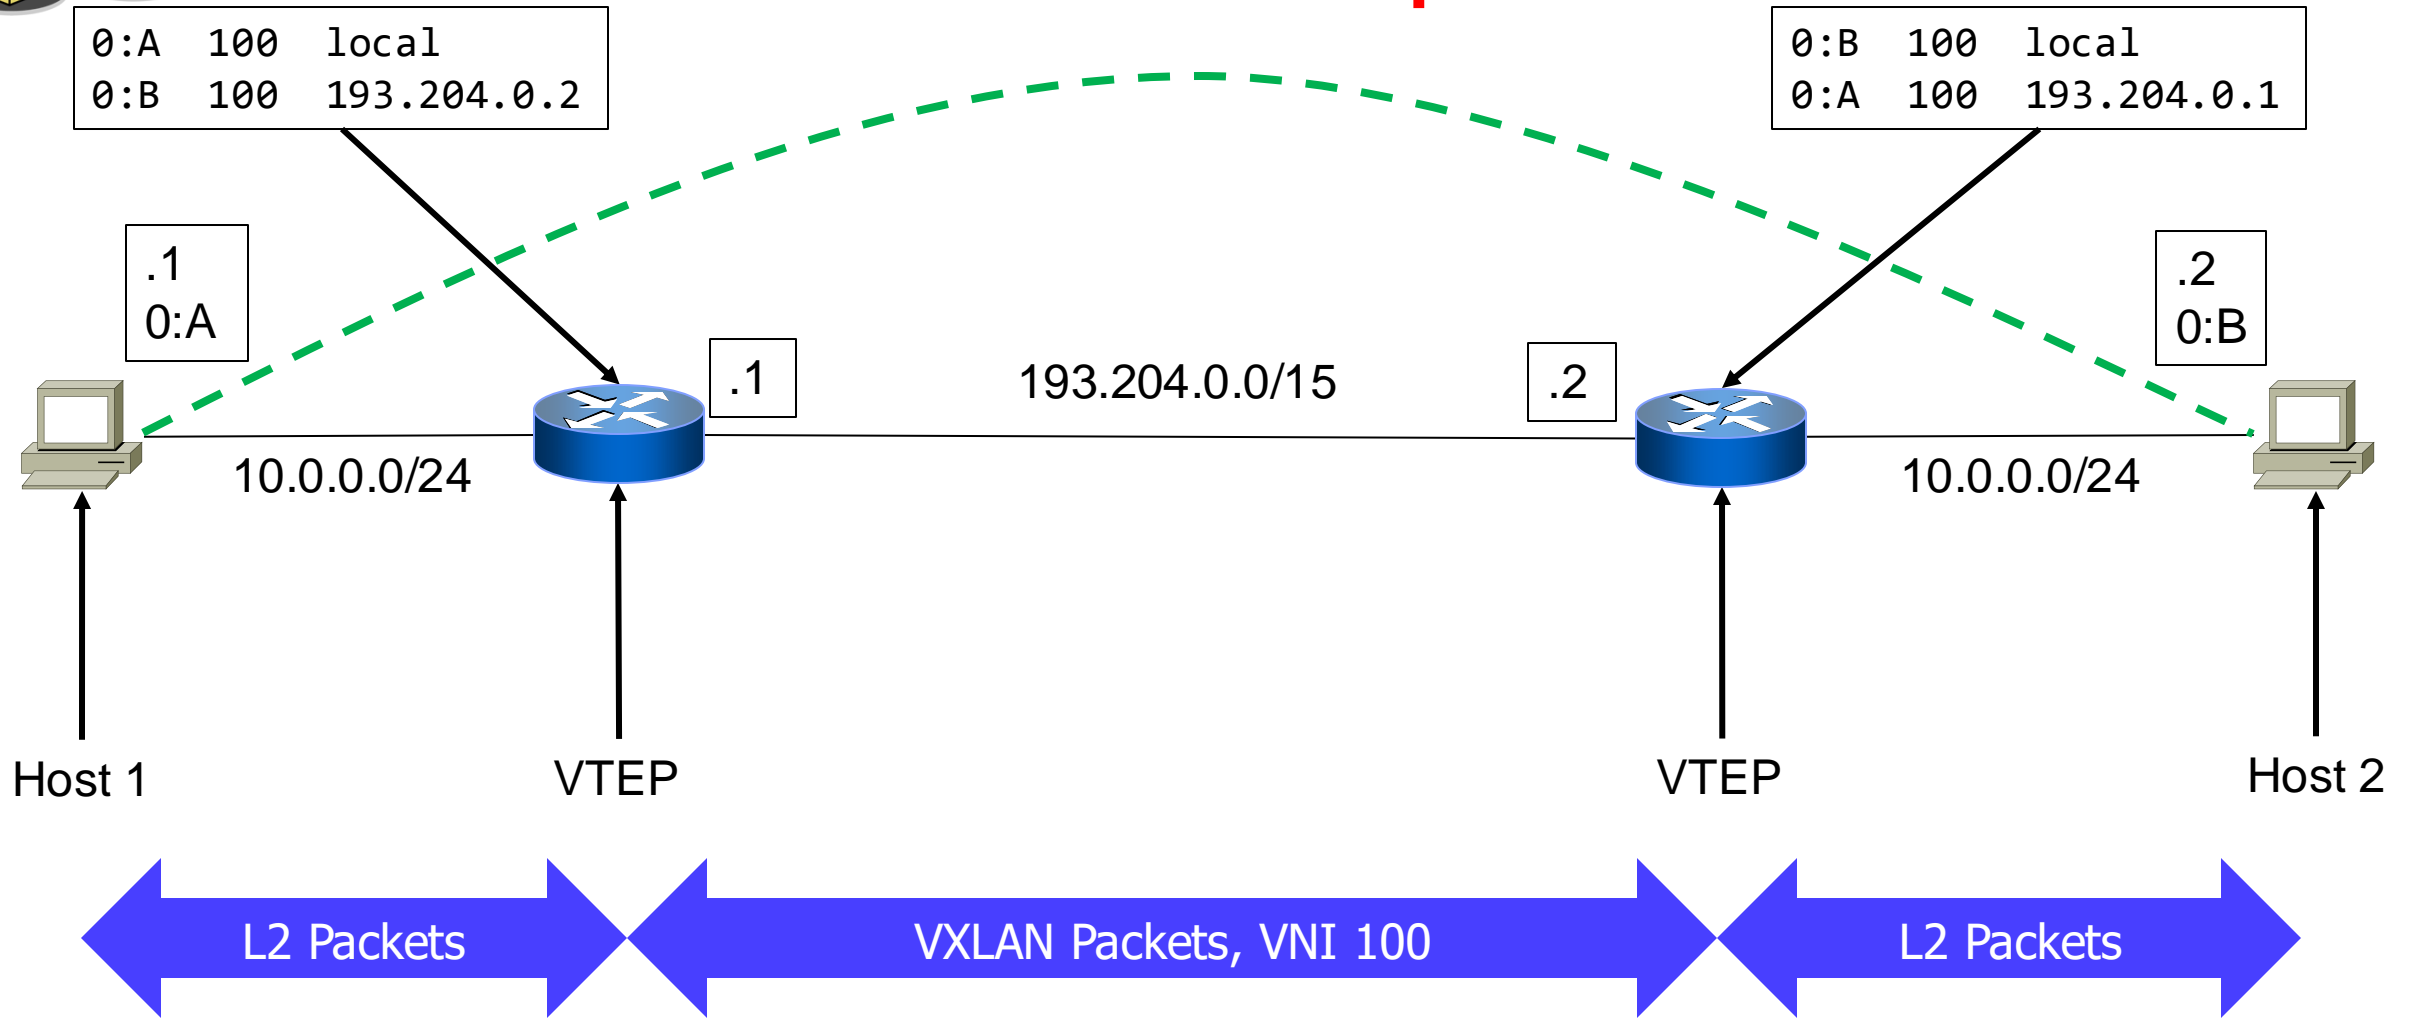 0:A 100 local
0:B 100 193.204.0.2
0:B 100 local
0:A 100 193.204.0.1
.1
0:A
.2
0:B
.1
193.204.0.0/15
.2
10.0.0.0/24
10.0.0.0/24
Host 1
VTEP
VTEP
Host 2
L2 Packets
VXLAN Packets, VNI 100
L2 Packets